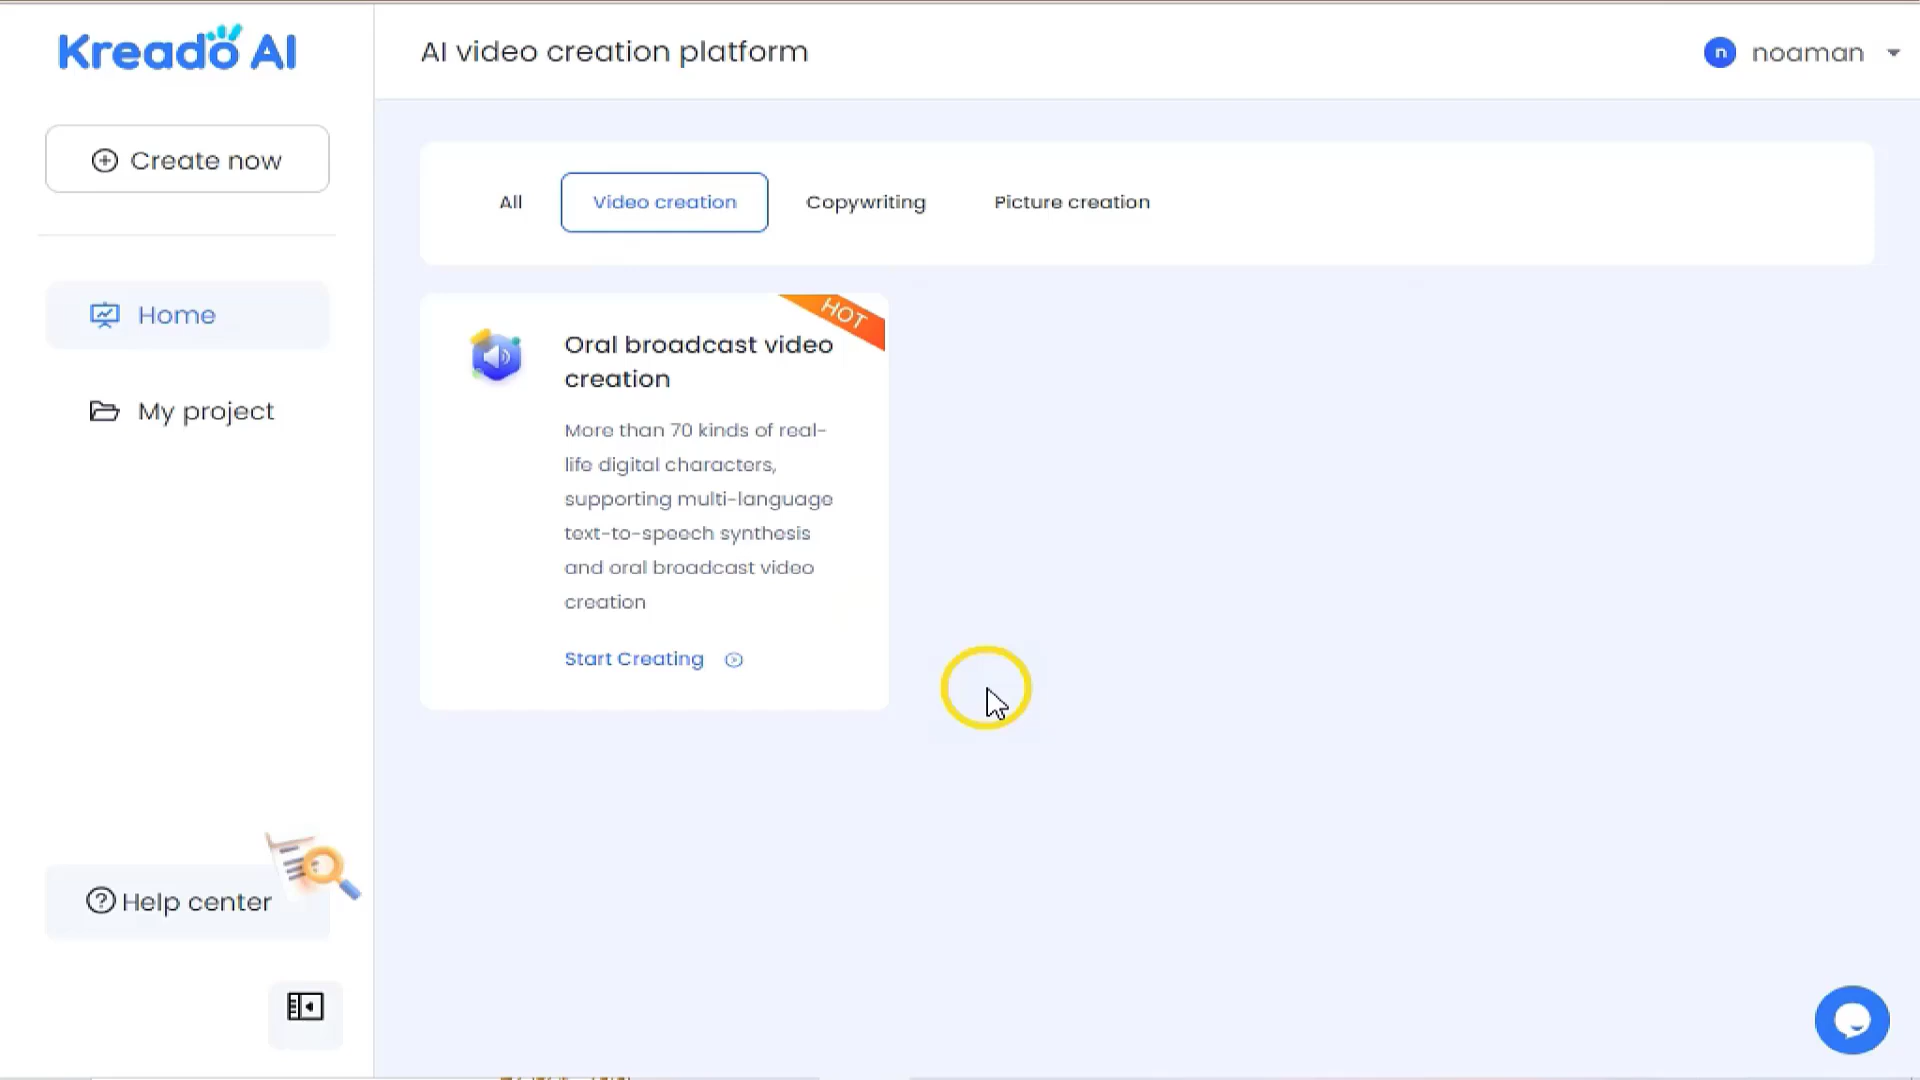 Kreado AI
AI video creation platform
n
noaman
Create now
All
Video creation
Copywriting
Picture creation
Home
My project
HOT
Oral broadcast video
creation
More than 70 kinds of real-
life digital characters,
supporting multi-language
text-to-speech synthesis
and oral broadcast video
creation
Start Creating
Help center